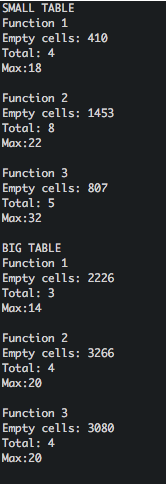 SMALL TABLE
Function 1
Empty cells: 410
Total: 4
Max:18
Function 2
Empty cells: 1453
Total: 8
Max:22
Function 3
Empty cells: 807
Total: 5
Max:32
BIG TABLE
Function 1
Empty cells: 2226
Total: 3
Max:14
Function 2
Empty cells: 3266
Total: 4
Max:20
Function 3
Empty cells: 3080
Total: 4
Max:20